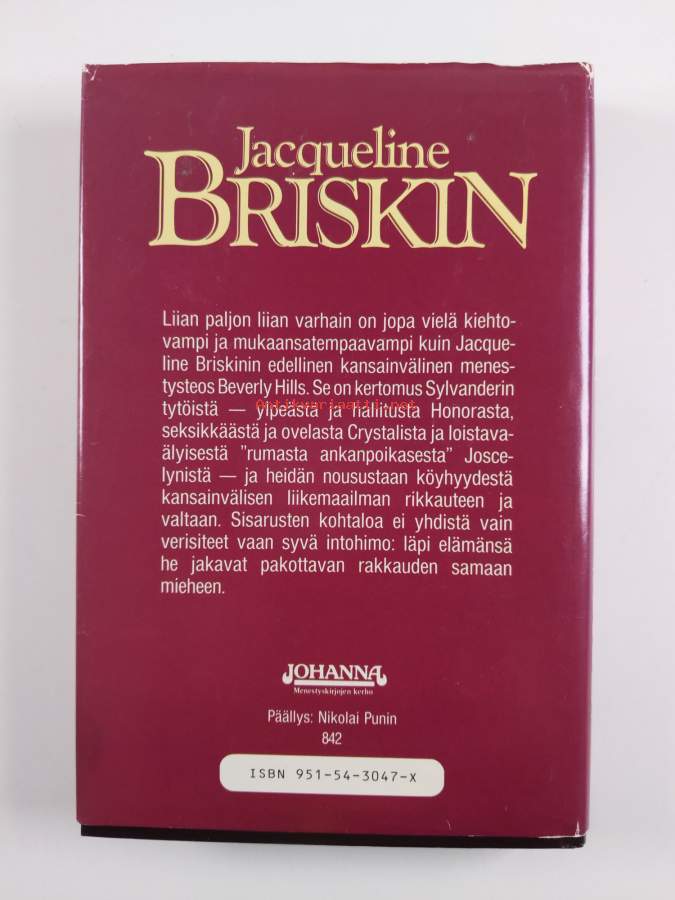 Jacqueline
BRISKIN
Liian paljon liian varhain on jopa vielä kiehto-
vampi ja mukaansatempaavampi kuin Jacque-
line Briskinin edellinen kansainvälinen menes-
tysteos Beverly Hills. Se on kertomus Sylvanderin
tytöistä — ylpeästä ja hallitusta Honorasta,
Antikvariaatti.net
seksikkäästä ja ovelasta Crystalista ja loistava-
älyisestä ”rumasta ankanpoikasesta” Josce-
lynistä — ja heidän nousustaan köyhyydestä
kansainvälisen liikemaailman rikkauteen ja
valtaan. Sisarusten kohtaloa ei yhdistä vain
verisiteet vaan syvä intohimo: läpi elämänsä
he jakavat pakottavan rakkauden samaan
mieheen.
JOHANNA
Menestyskirjojen kerho
Päällys: Nikolai Punin
842
ISBN 951-54-3047-X